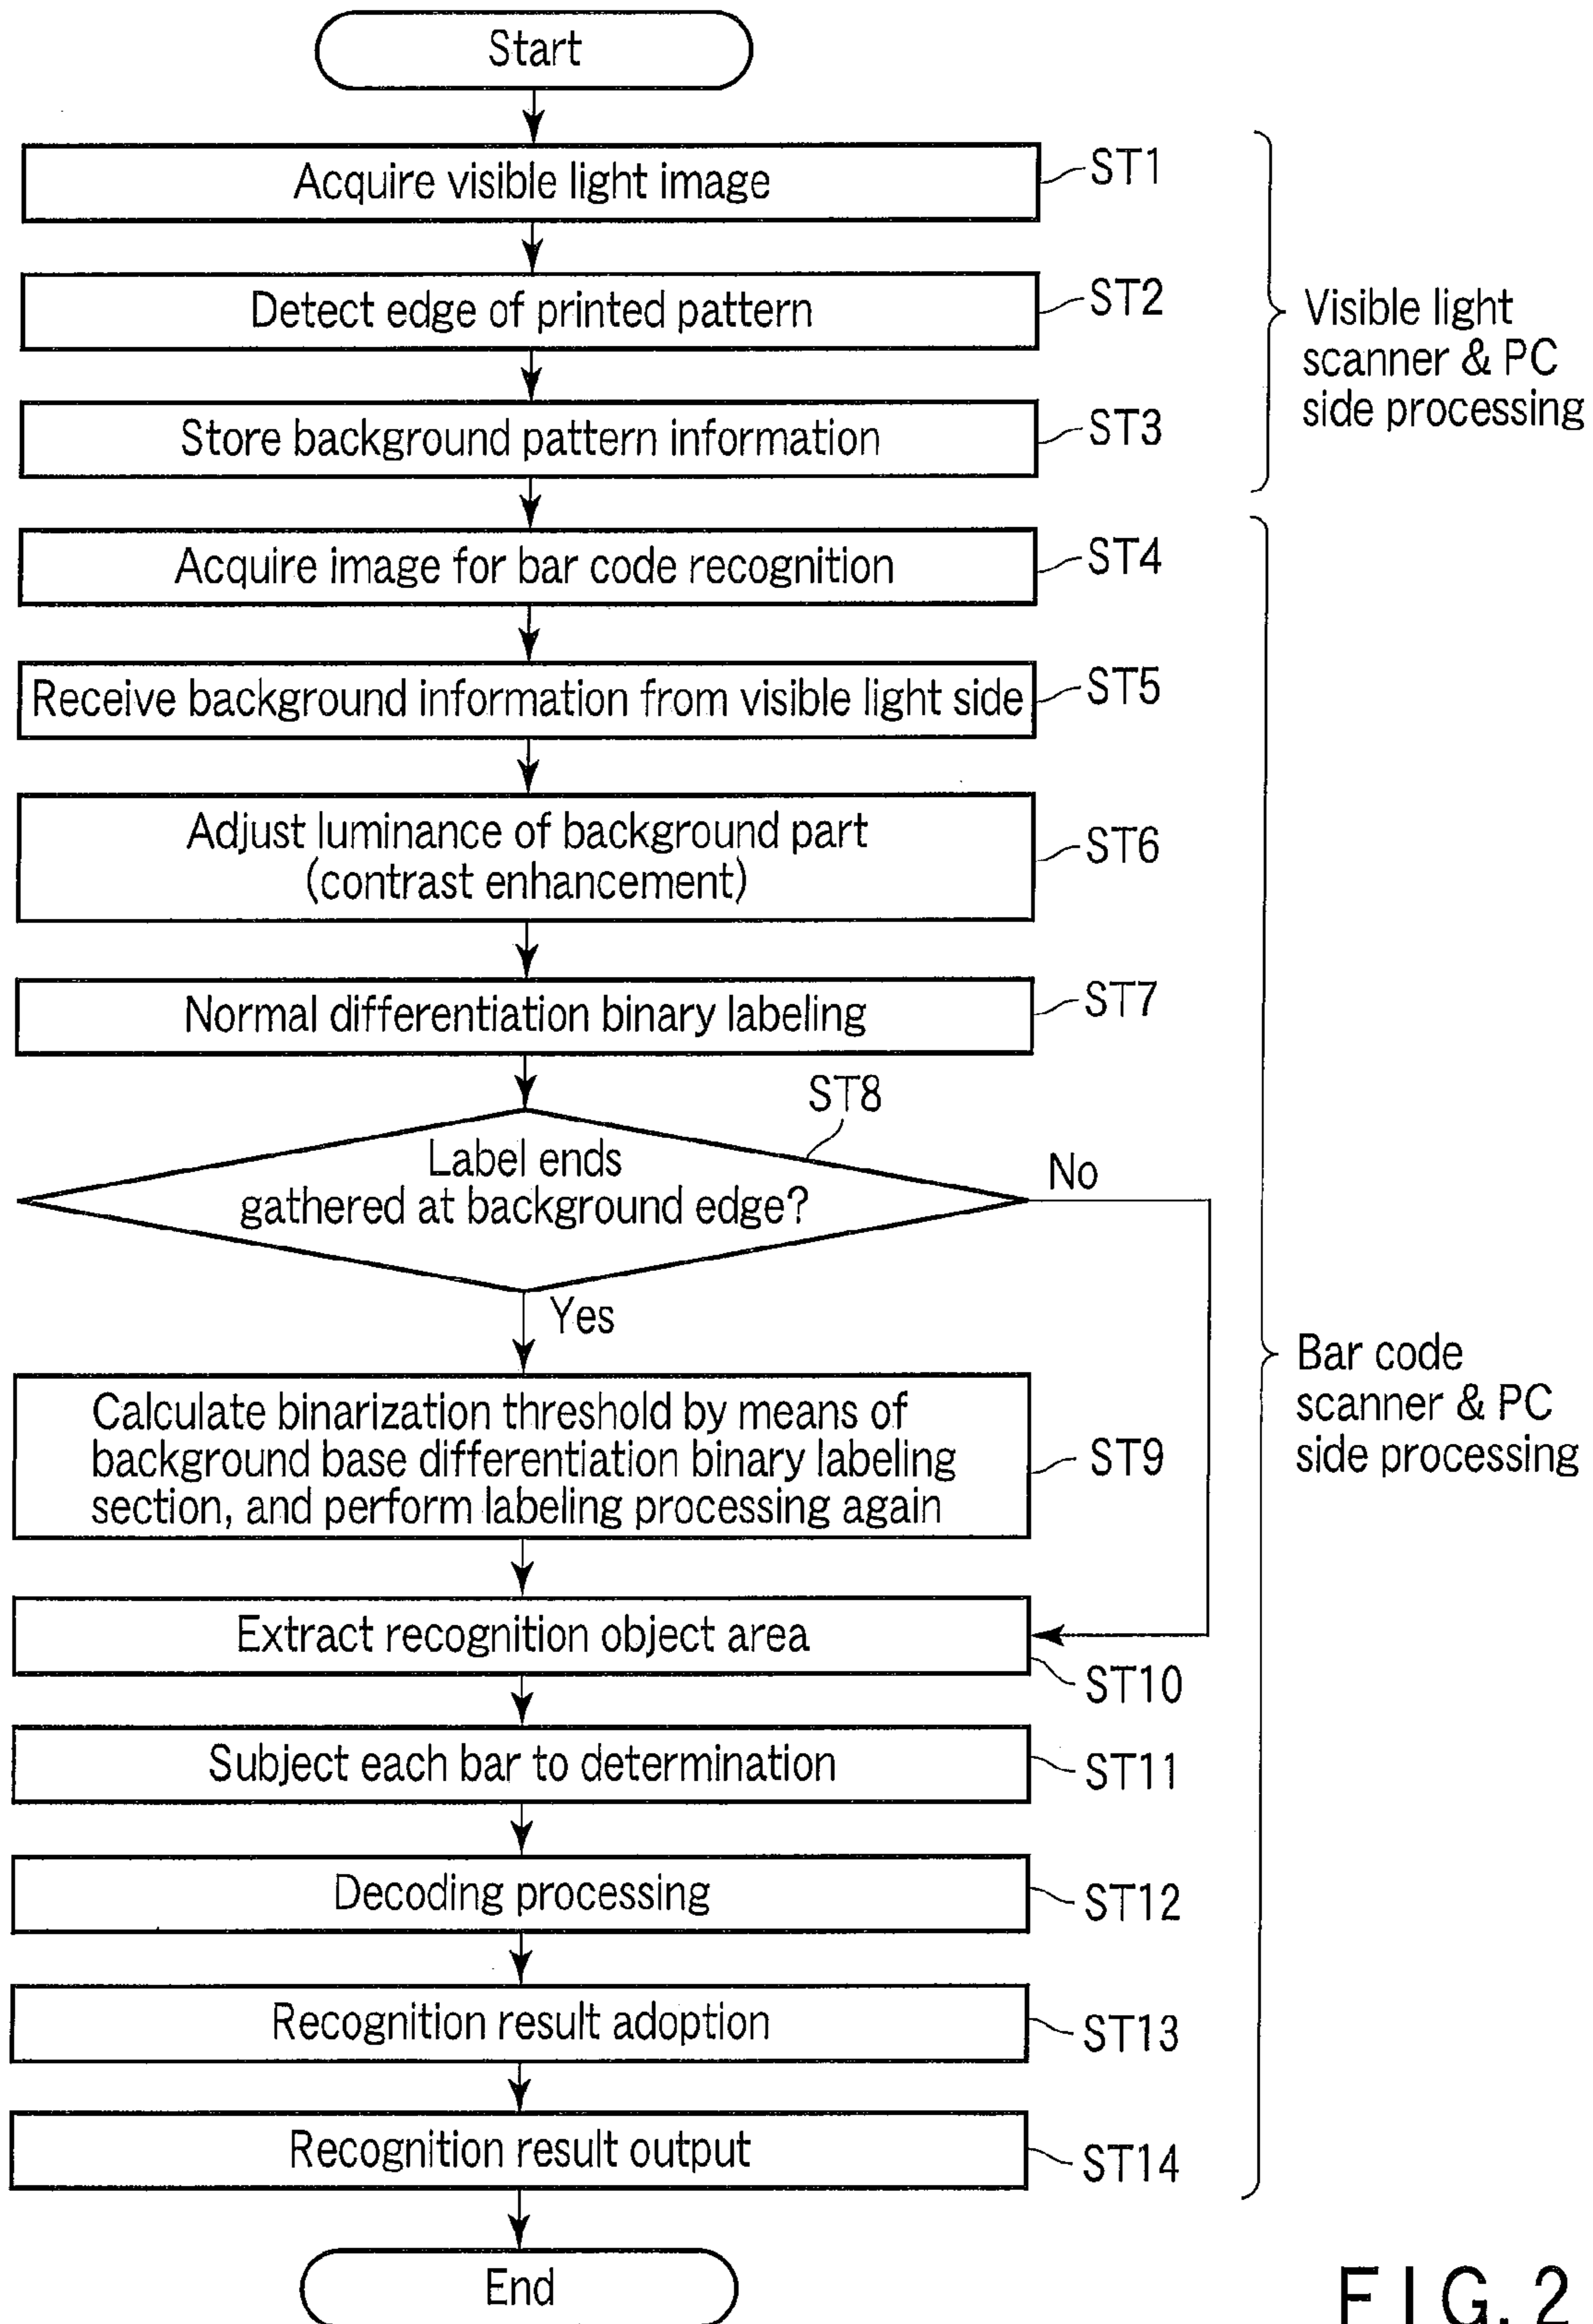 Start
Acquire visible light image
ST1
Detect edge of printed pattern
ST2
Store background pattern information
ST3
Visible light
scanner & PC
side processing
Acquire image for bar code recognition
ST4
Receive background information from visible light side
ST5
Adjust luminance of background part
(contrast enhancement)
ST6
Normal differentiation binary labeling
ST7
ST8
Label ends
gathered at background edge?
No
Yes
Calculate binarization threshold by means of
background base differentiation binary labeling
section, and perform labeling processing again
ST9
Bar code
scanner & PC
side processing
Extract recognition object area
ST10
Subject each bar to determination
ST11
Decoding processing
ST12
Recognition result adoption
ST13
Recognition result output
ST14
End
FIG. 2